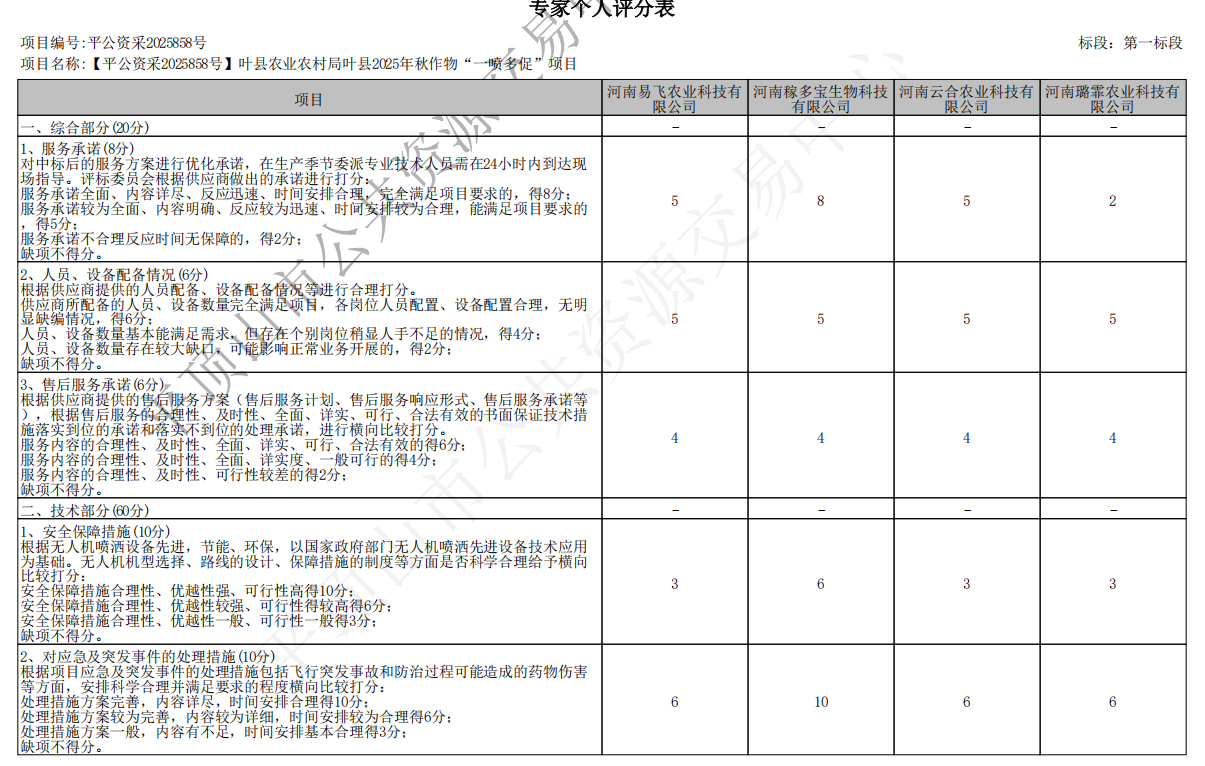 专家个人评分表
项目编号:平公资采2025858号
标段：第一标段
项目名称:【平公资采2025858号】叶县农业农村局叶县2025年秋作物“一喷多促”项目
项目
河南易飞农业科技有限公司
河南稼多宝生物科技有限公司
河南云合农业科技有限公司
河南璐霏农业科技有限公司
一、综合部分(20分) - - - -
1、服务承诺(8分)
对中标后的服务方案进行优化承诺，在生产季节委派专业技术人员需在24小时内到达现
场指导。评标委员会根据供应商做出的承诺进行打分：
服务承诺全面、内容详尽、反应迅速、时间安排合理，完全满足项目要求的，得8分；
服务承诺较为全面、内容明确、反应较为迅速、时间安排较为合理，能满足项目要求的
，得5分；
服务承诺不合理反应时间无保障的，得2分；
缺项不得分。
5 8 5 2
2、人员、设备配备情况(6分)
根据供应商提供的人员配备、设备配备情况等进行合理打分。
供应商所配备的人员、设备数量完全满足项目，各岗位人员配置、设备配置合理，无明
显缺编情况，得6分；
人员、设备数量基本能满足需求，但存在个别岗位稍显人手不足的情况，得4分；
人员、设备数量存在较大缺口，可能影响正常业务开展的，得2分；
缺项不得分。
5 5 5 5
3、售后服务承诺(6分)
根据供应商提供的售后服务方案（售后服务计划、售后服务响应形式、售后服务承诺等
），根据售后服务的合理性、及时性、全面、详实、可行、合法有效的书面保证技术措
施落实到位的承诺和落实不到位的处理承诺，进行横向比较打分。
服务内容的合理性、及时性、全面、详实、可行、合法有效的得6分；
服务内容的合理性、及时性、全面、详实度、一般可行的得4分；
服务内容的合理性、及时性、可行性较差的得2分；
缺项不得分。
4 4 4 4
二、技术部分(60分) - - - -
1、安全保障措施(10分)
根据无人机喷洒设备先进，节能、环保，以国家政府部门无人机喷洒先进设备技术应用
为基础。无人机机型选择、路线的设计、保障措施的制度等方面是否科学合理给予横向
比较打分：
安全保障措施合理性、优越性强、可行性高得10分；
安全保障措施合理性、优越性较强、可行性得较高得6分；
安全保障措施合理性、优越性一般、可行性一般得3分；
缺项不得分。
3 6 3 3
2、对应急及突发事件的处理措施(10分)
根据项目应急及突发事件的处理措施包括飞行突发事故和防治过程可能造成的药物伤害
等方面，安排科学合理并满足要求的程度横向比较打分：
处理措施方案完善，内容详尽，时间安排合理得10分；
处理措施方案较为完善，内容较为详细，时间安排较为合理得6分；
处理措施方案一般，内容有不足，时间安排基本合理得3分；
缺项不得分。
6 10 6 6
平顶山市公共资源交易中
平顶山市公共资源交易中心